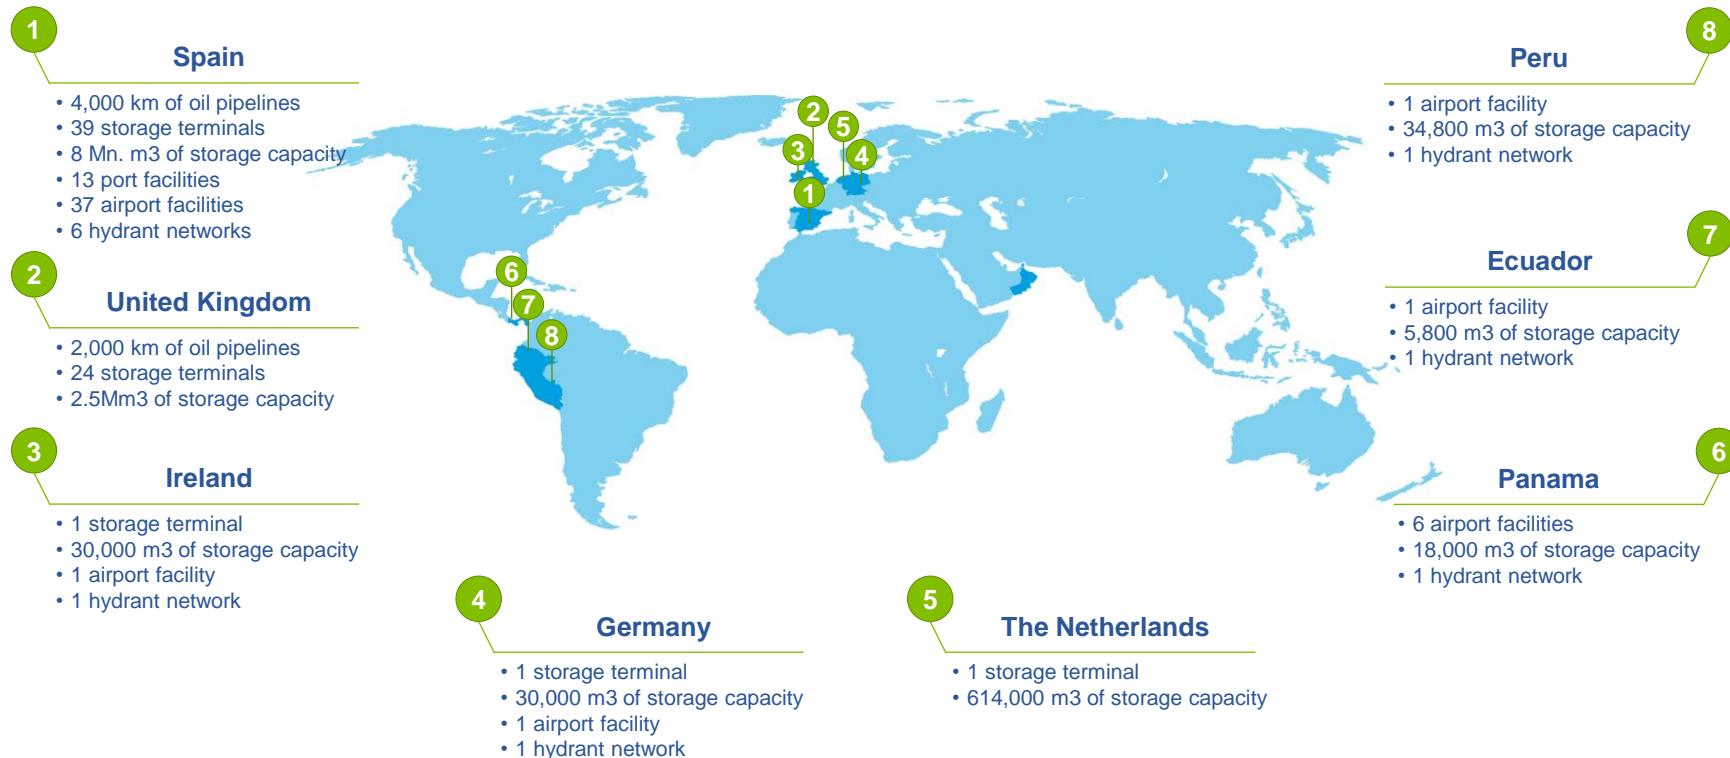 1
Spain
• 4,000 km of oil pipelines
• 39 storage terminals
• 8 Mn. m3 of storage capacity
• 13 port facilities
• 37 airport facilities
• 6 hydrant networks
2
United Kingdom
• 2,000 km of oil pipelines
• 24 storage terminals
• 2.5Mm3 of storage capacity
3
Ireland
• 1 storage terminal
• 30,000 m3 of storage capacity
• 1 airport facility
• 1 hydrant network
2
5
3
4
1
6
7
8
4
Germany
• 1 storage terminal
• 30,000 m3 of storage capacity
• 1 airport facility
• 1 hydrant network
5
The Netherlands
• 1 storage terminal
• 614,000 m3 of storage capacity
8
Peru
• 1 airport facility
• 34,800 m3 of storage capacity
• 1 hydrant network
7
Ecuador
• 1 airport facility
• 5,800 m3 of storage capacity
• 1 hydrant network
6
Panama
• 6 airport facilities
• 18,000 m3 of storage capacity
• 1 hydrant network